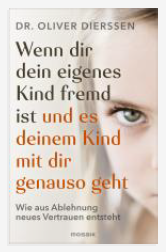 DR. OLIVER DIERSSEN
Wenn dir
dein eigenes
Kind fremd
ist und es
deinem Kind
mit dir
genauso geht
Wie aus Ablehnung
neues Vertrauen entsteht
mosaik